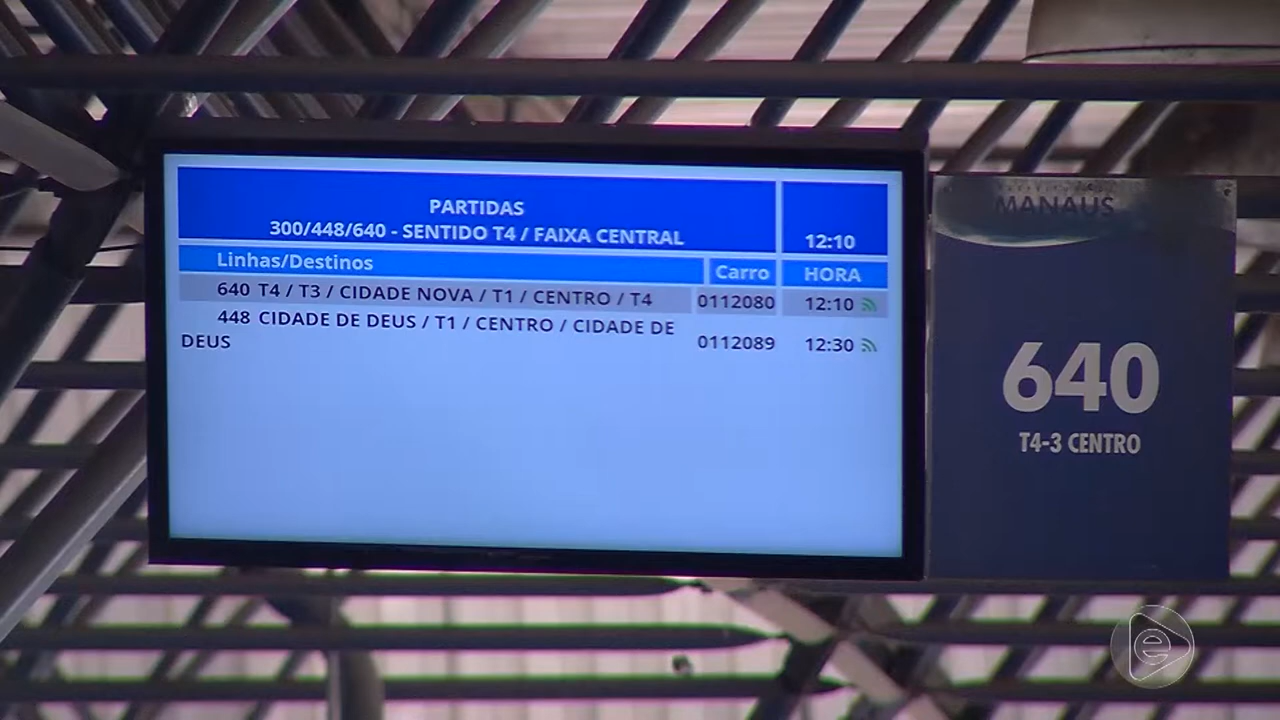 PARTIDAS
300/448/640 - SENTIDO T4 / FAIXA CENTRAL
12:10
Linhas/Destinos Carro HORA
640 T4 / T3 / CIDADE NOVA / T1 / CENTRO / T4 0112080 12:10
448 CIDADE DE DEUS / T1 / CENTRO / CIDADE DE
DEUS 0112089 12:30
MANAUS
640
T4-3 CENTRO
e